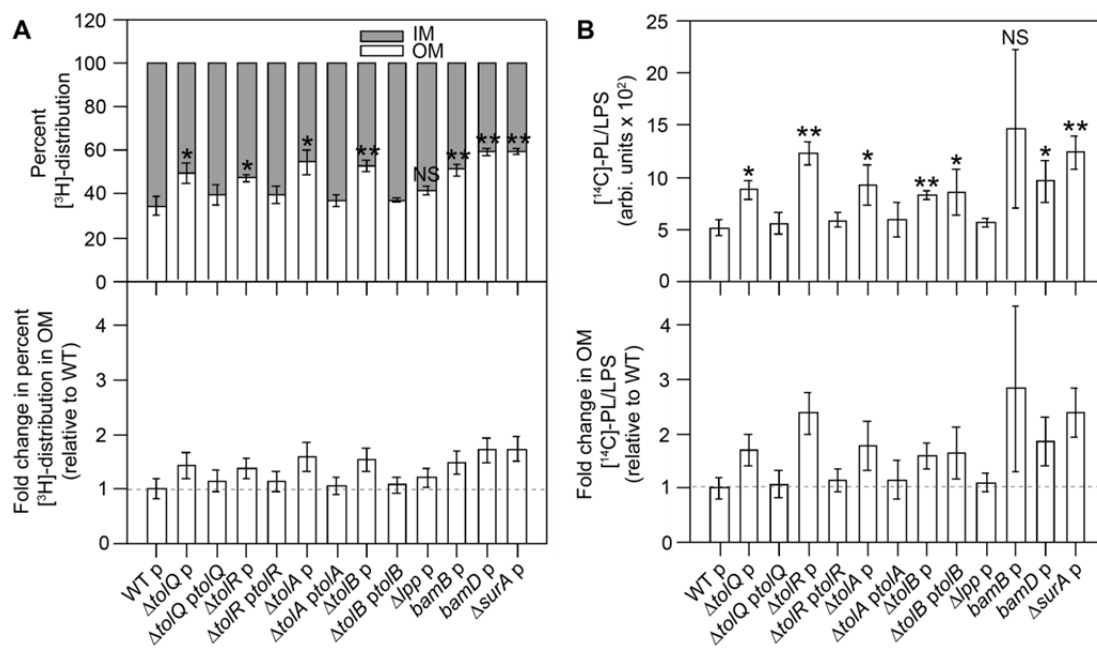 A
IM
OM
Percent
[³H]-distribution
120
100
80
60
40
20
0
* * * ** NS ** ** **
Fold change in percent
[³H]-distribution in OM
(relative to WT)
4
3
2
1
0
WT p
ΔtolQ p
ΔtolQ ptolQ
ΔtolR p
ΔtolR ptolR
ΔtolA p
ΔtolA ptolA
ΔtolB p
ΔtolB ptolB
Δlpp p
bamB p
bamD p
ΔsurA p
B
[¹⁴C]-PL/LPS
(arbi. units x 10²)
25
20
15
10
5
0
* ** * ** * NS * **
Fold change in OM
[¹⁴C]-PL/LPS
(relative to WT)
4
3
2
1
0
WT p
ΔtolQ p
ΔtolQ ptolQ
ΔtolR p
ΔtolR ptolR
ΔtolA p
ΔtolA ptolA
ΔtolB p
ΔtolB ptolB
Δlpp p
bamB p
bamD p
ΔsurA p